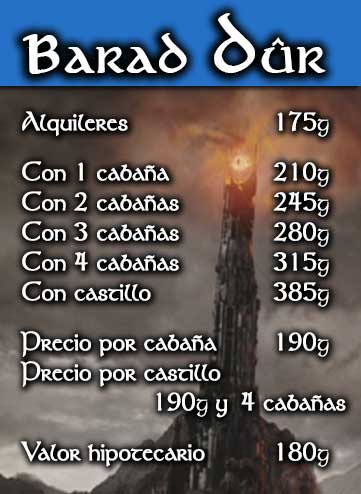 Barad Dûr
Alquileres 175g
Con 1 cabaña 210g
Con 2 cabañas 245g
Con 3 cabañas 280g
Con 4 cabañas 315g
Con castillo 385g
Precio por cabaña 190g
Precio por castillo
190g y 4 cabañas
Valor hipotecario 180g